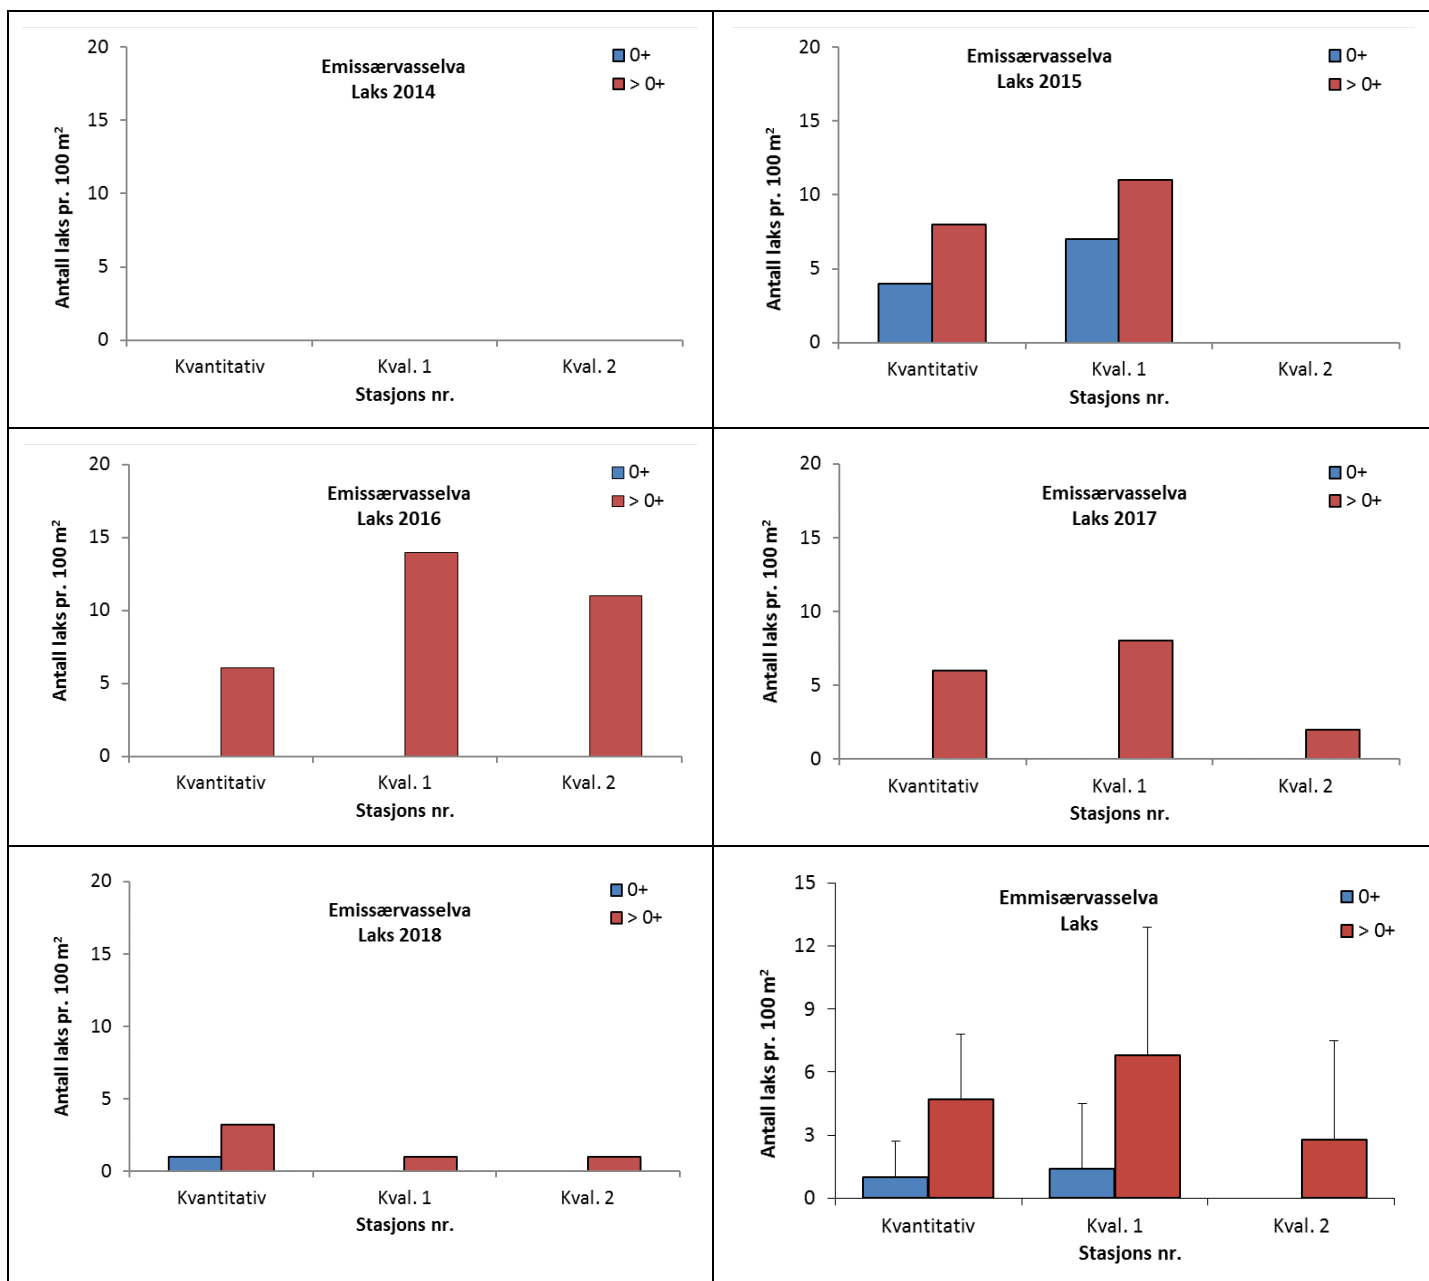 Emissærvasselva
Laks 2014
0+
> 0+
Antall laks pr. 100 m²
20
15
10
5
0
Kvantitativ Kval. 1 Kval. 2
Stasjons nr.
Emissærvasselva
Laks 2015
0+
> 0+
Antall laks pr. 100 m²
20
15
10
5
0
Kvantitativ Kval. 1 Kval. 2
Stasjons nr.
Emissærvasselva
Laks 2016
0+
> 0+
Antall laks pr. 100 m²
20
15
10
5
0
Kvantitativ Kval. 1 Kval. 2
Stasjons nr.
Emissærvasselva
Laks 2017
0+
> 0+
Antall laks pr. 100 m²
20
15
10
5
0
Kvantitativ Kval. 1 Kval. 2
Stasjons nr.
Emissærvasselva
Laks 2018
0+
> 0+
Antall laks pr. 100 m²
20
15
10
5
0
Kvantitativ Kval. 1 Kval. 2
Stasjons nr.
Emmisærvasselva
Laks
0+
> 0+
Antall laks pr. 100 m²
15
12
9
6
3
0
Kvantitativ Kval. 1 Kval. 2
Stasjons nr.